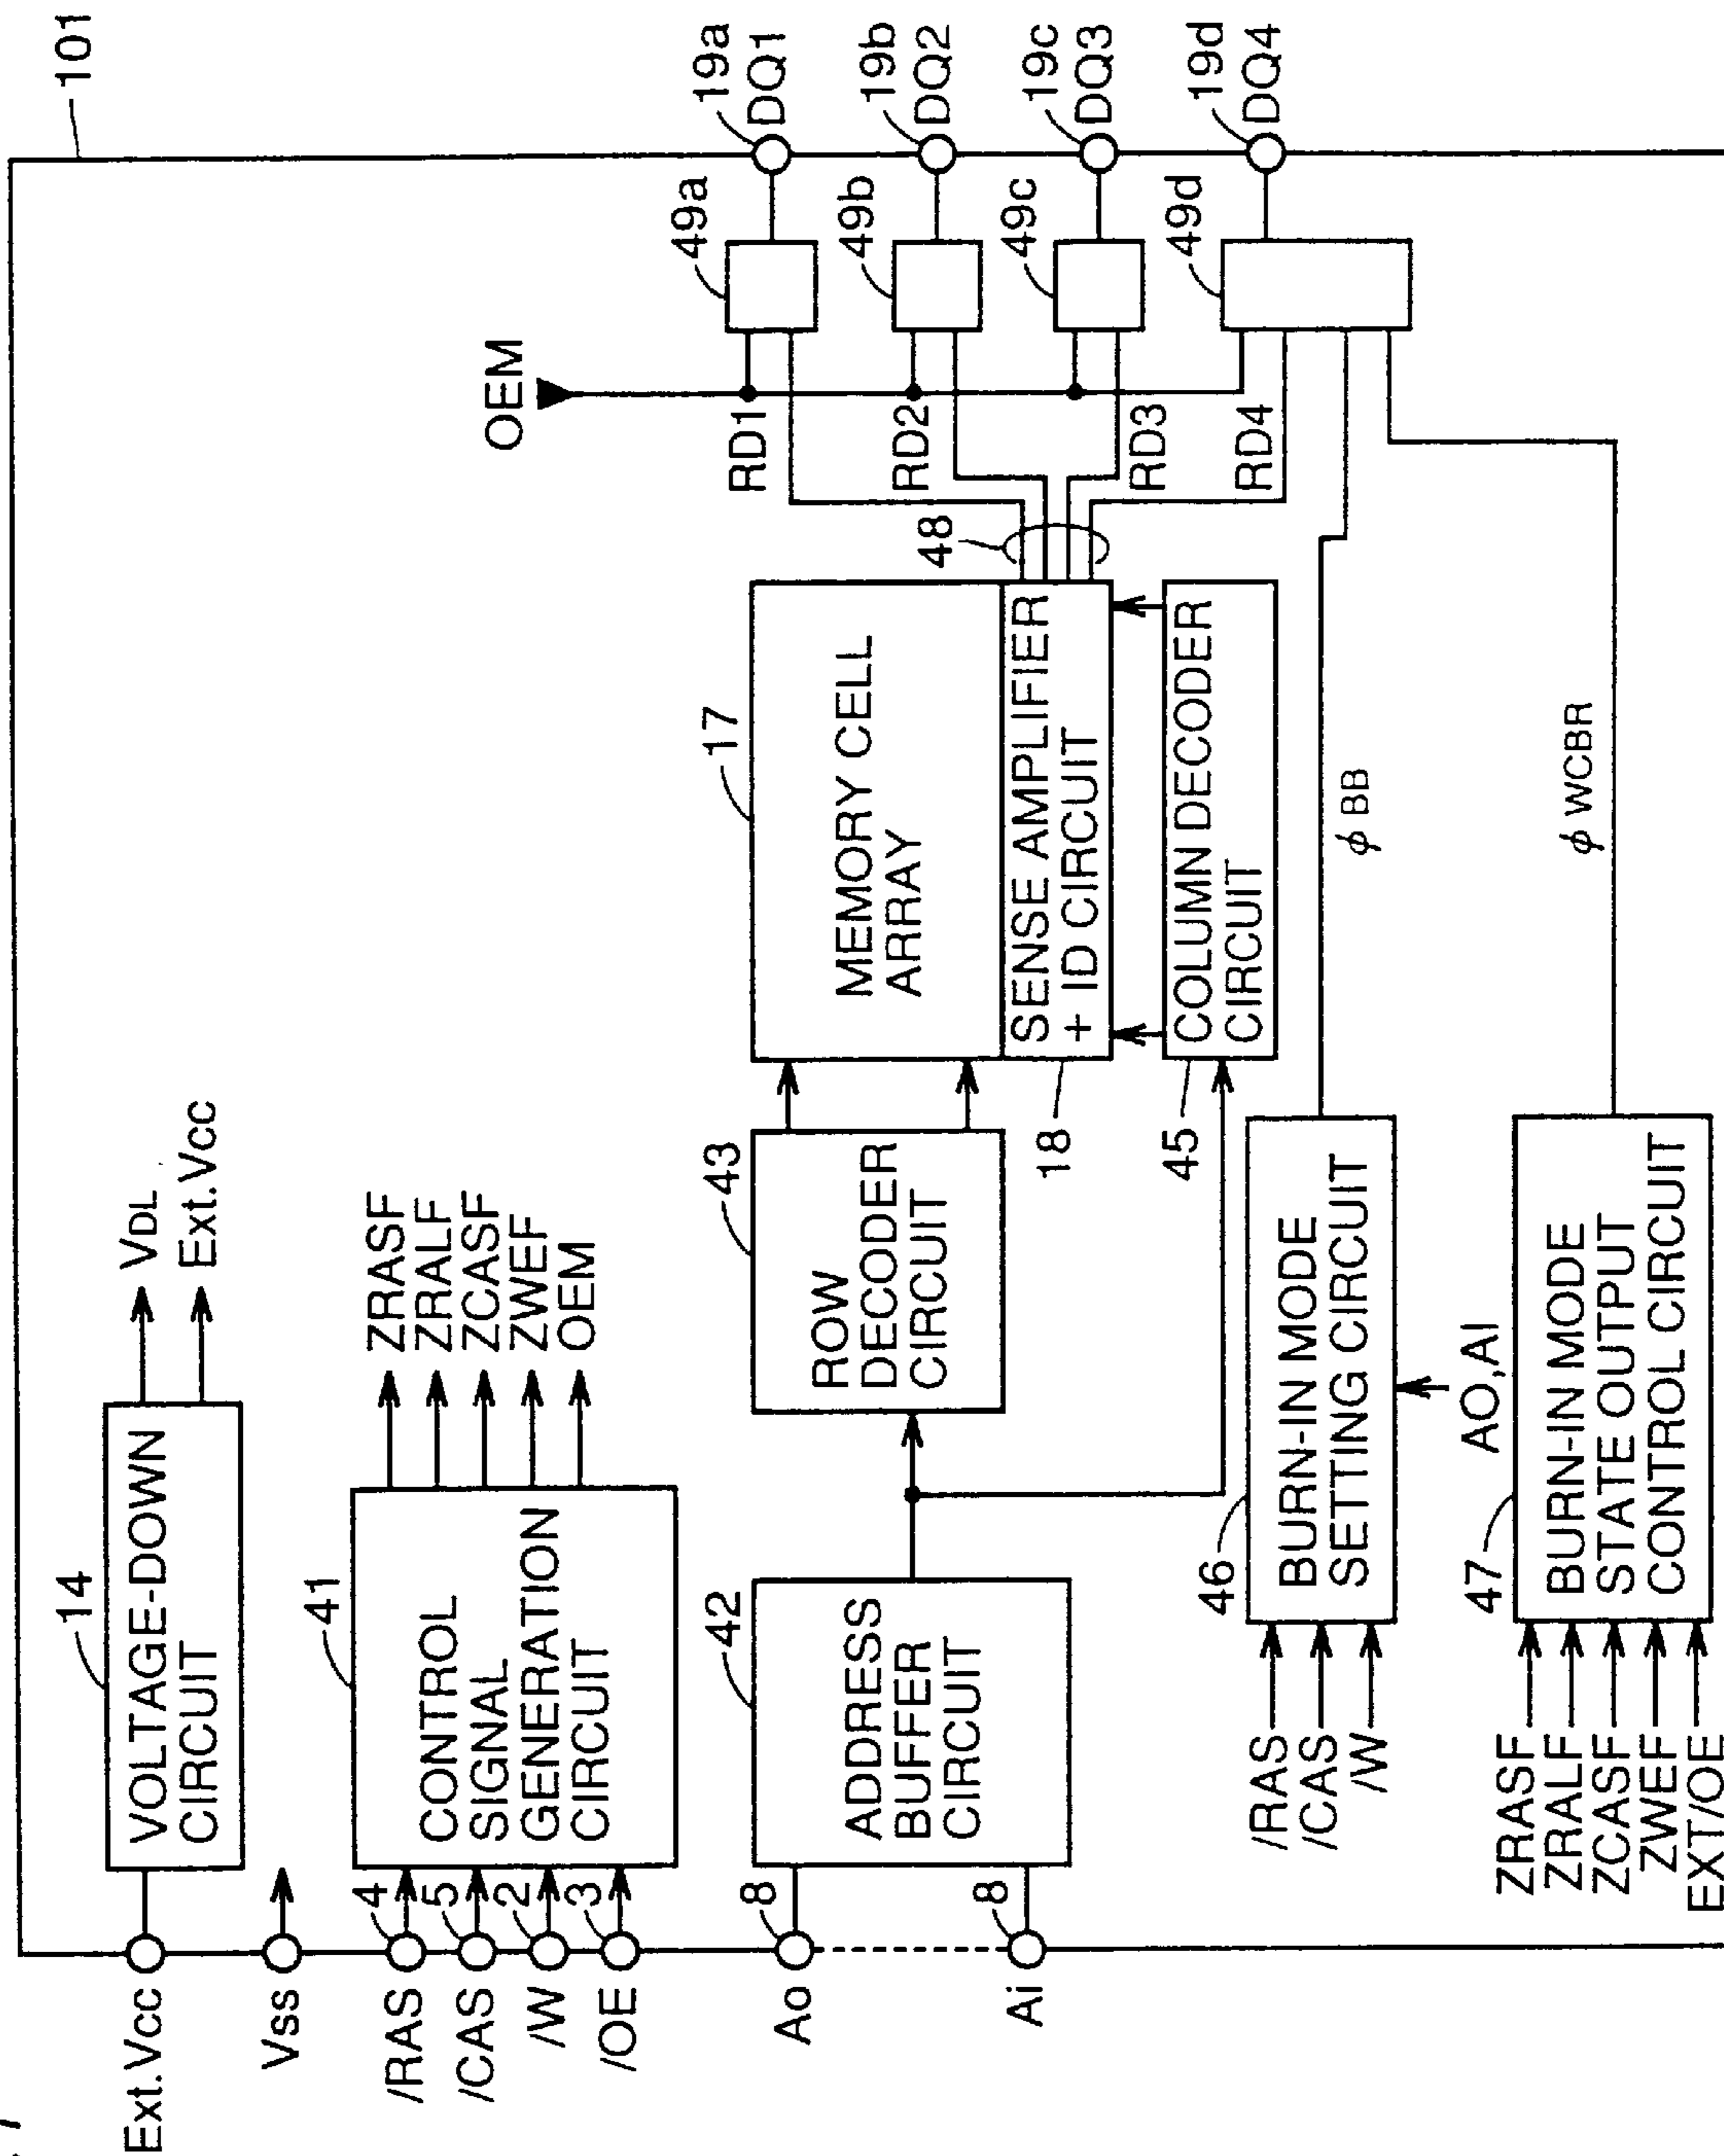 101
Ext.Vcc
14
VOLTAGE-DOWN
CIRCUIT
VDL
Ext.Vcc
Vss
/RAS
4
/CAS
5
/W
2
/OE
3
41
CONTROL
SIGNAL
GENERATION
CIRCUIT
ZRASF
ZRALF
ZCASF
ZWEF
OEM
Ao
8
Ai
8
42
ADDRESS
BUFFER
CIRCUIT
43
ROW
DECODER
CIRCUIT
17
MEMORY CELL
ARRAY
SENSE AMPLIFIER
+ ID CIRCUIT
18
48
45
COLUMN DECODER
CIRCUIT
OEM
RD1
RD2
RD3
RD4
49a
49b
49c
49d
19a
DQ1
19b
DQ2
19c
DQ3
19d
DQ4
/RAS
/CAS
/W
46
BURN-IN MODE
SETTING CIRCUIT
AO,AI
ϕ BB
ZRASF
ZRALF
ZCASF
ZWEF
EXT/OE
47
BURN-IN MODE
STATE OUTPUT
CONTROL CIRCUIT
ϕ WCBR